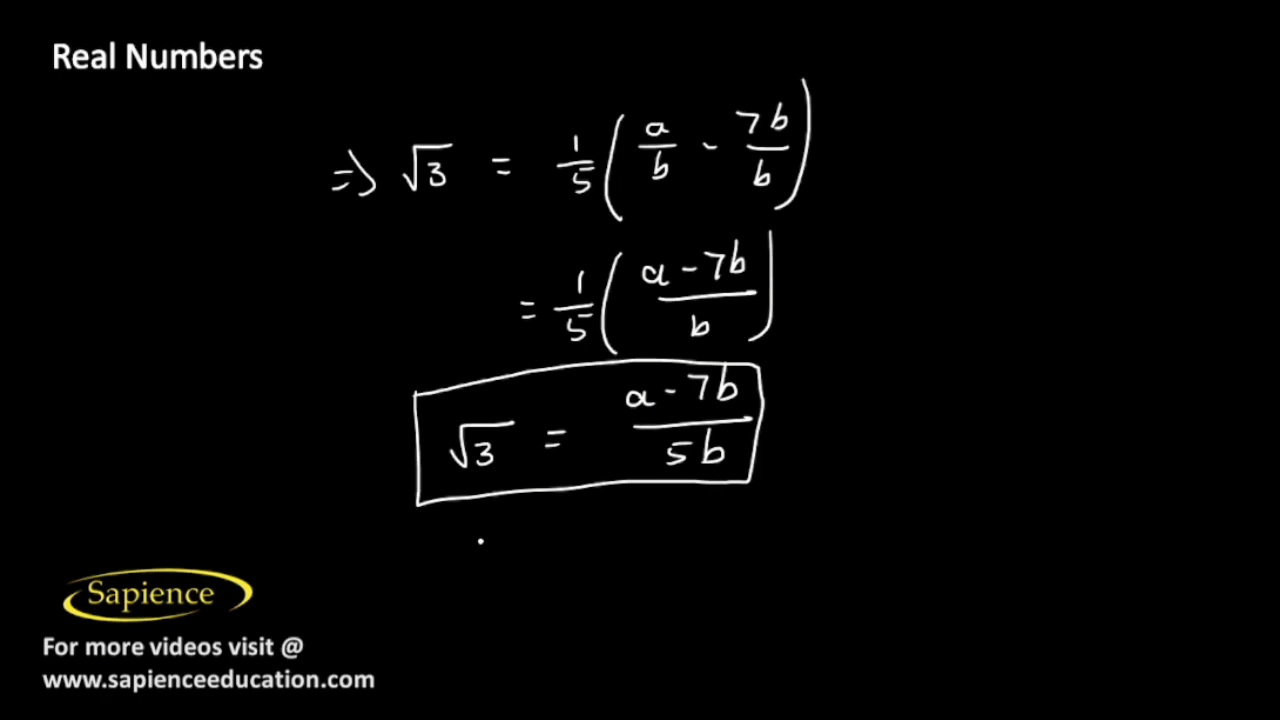 Real Numbers
⇒ √3 = 1/5 ( a/b - 7b/b )
= 1/5 ( a - 7b / b )
√3 = a - 7b / 5b
Sapience
For more videos visit @
www.sapienceeducation.com